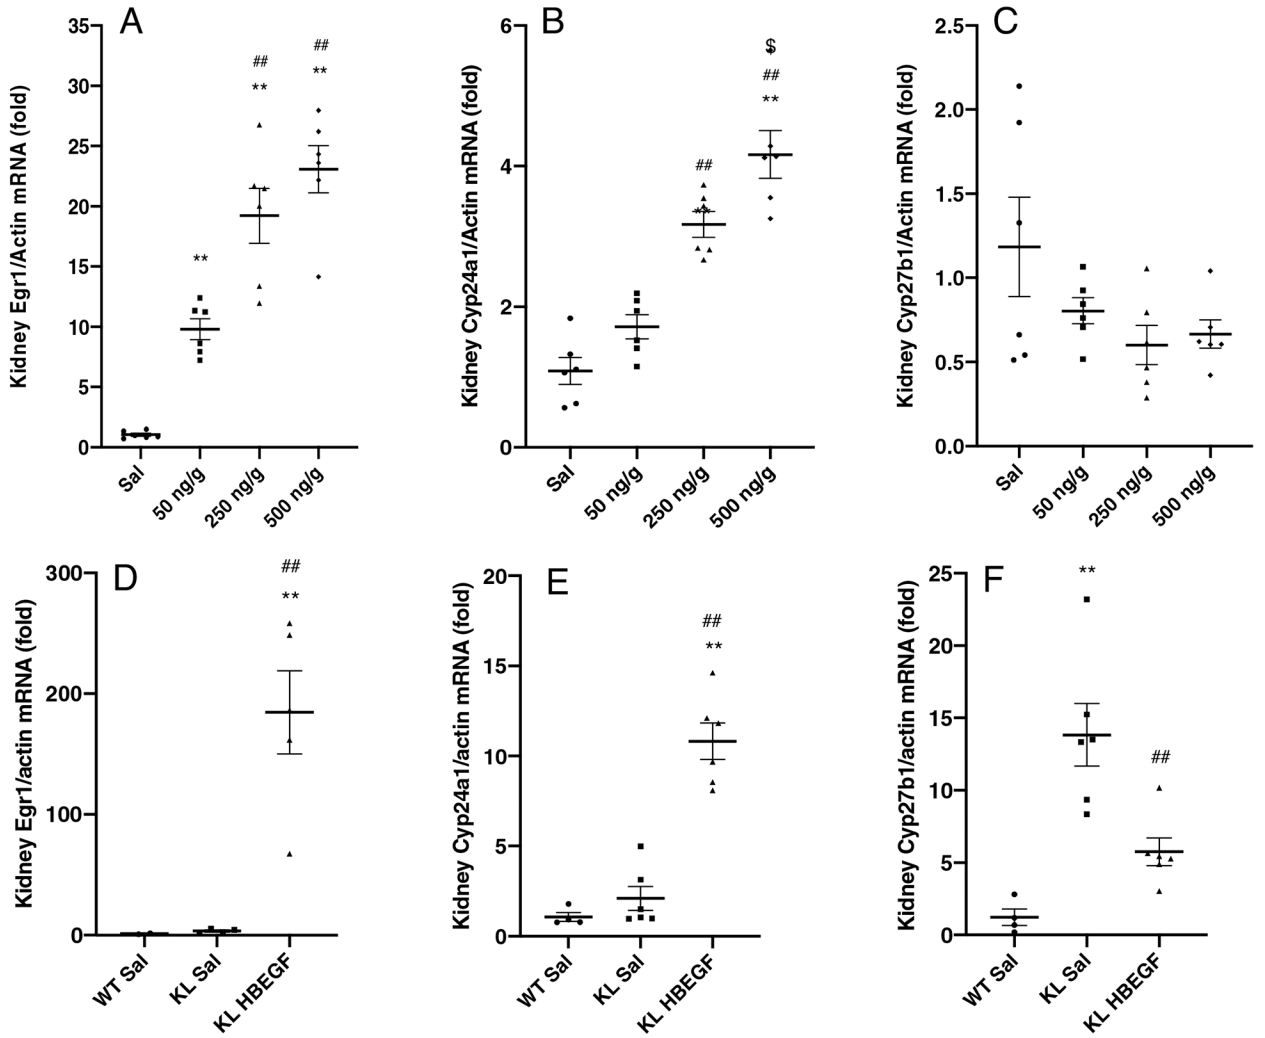 A
Kidney Egr1/Actin mRNA (fold)
35
30
25
20
15
10
5
0
**
##
**
##
**
Sal
50 ng/g
250 ng/g
500 ng/g
B
Kidney Cyp24a1/Actin mRNA (fold)
6
4
2
0
##
**
$
##
**
Sal
50 ng/g
250 ng/g
500 ng/g
C
Kidney Cyp27b1/Actin mRNA (fold)
2.5
2.0
1.5
1.0
0.5
0.0
Sal
50 ng/g
250 ng/g
500 ng/g
D
Kidney Egr1/actin mRNA (fold)
300
200
100
0
##
**
WT Sal
KL Sal
KL HBEGF
E
Kidney Cyp24a1/actin mRNA (fold)
20
15
10
5
0
##
**
WT Sal
KL Sal
KL HBEGF
F
Kidney Cyp27b1/actin mRNA (fold)
25
20
15
10
5
0
**
##
WT Sal
KL Sal
KL HBEGF